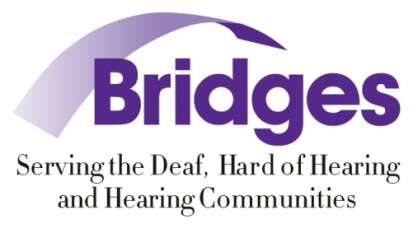 Bridges
Serving the Deaf, Hard of Hearing
and Hearing Communities